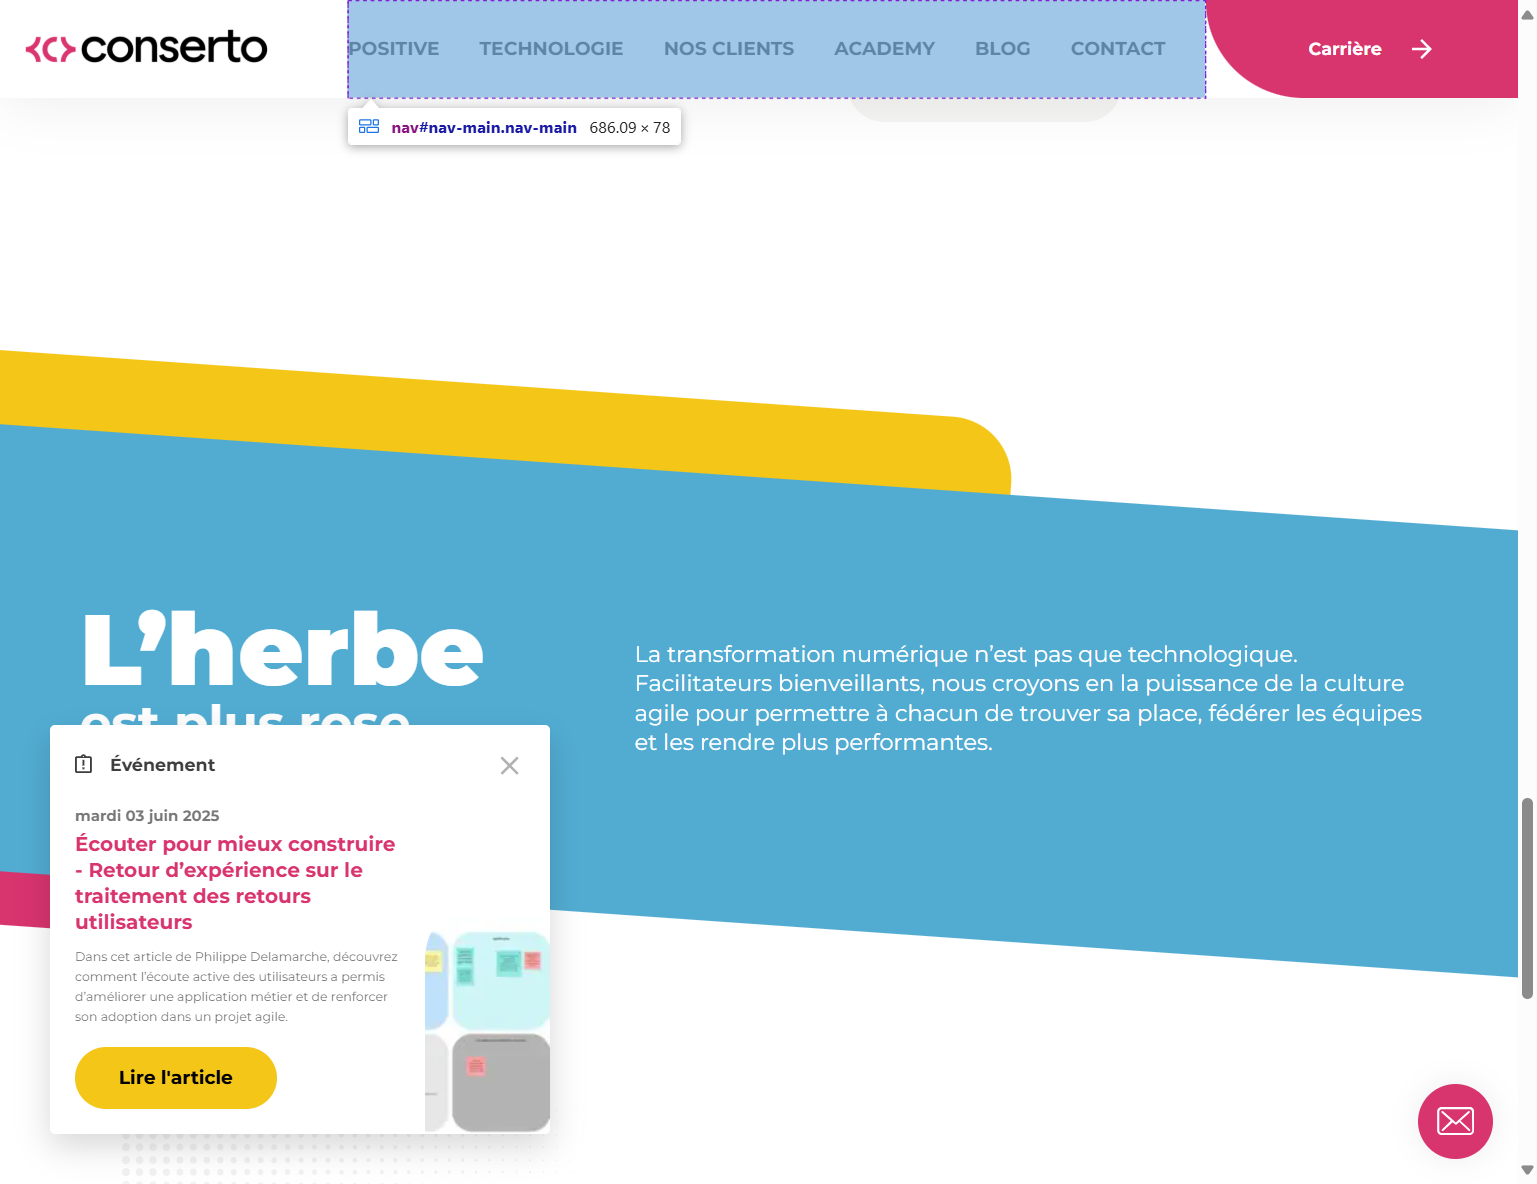 conserto
POSITIVE TECHNOLOGIE NOS CLIENTS ACADEMY BLOG CONTACT
Carrière
nav#nav-main.nav-main 686.09 × 78
L’herbe
est plus rose
La transformation numérique n’est pas que technologique.
Facilitateurs bienveillants, nous croyons en la puissance de la culture
agile pour permettre à chacun de trouver sa place, fédérer les équipes
et les rendre plus performantes.
Événement
mardi 03 juin 2025
Écouter pour mieux construire
- Retour d’expérience sur le
traitement des retours
utilisateurs
Dans cet article de Philippe Delamarche, découvrez
comment l’écoute active des utilisateurs a permis
d’améliorer une application métier et de renforcer
son adoption dans un projet agile.
Lire l'article